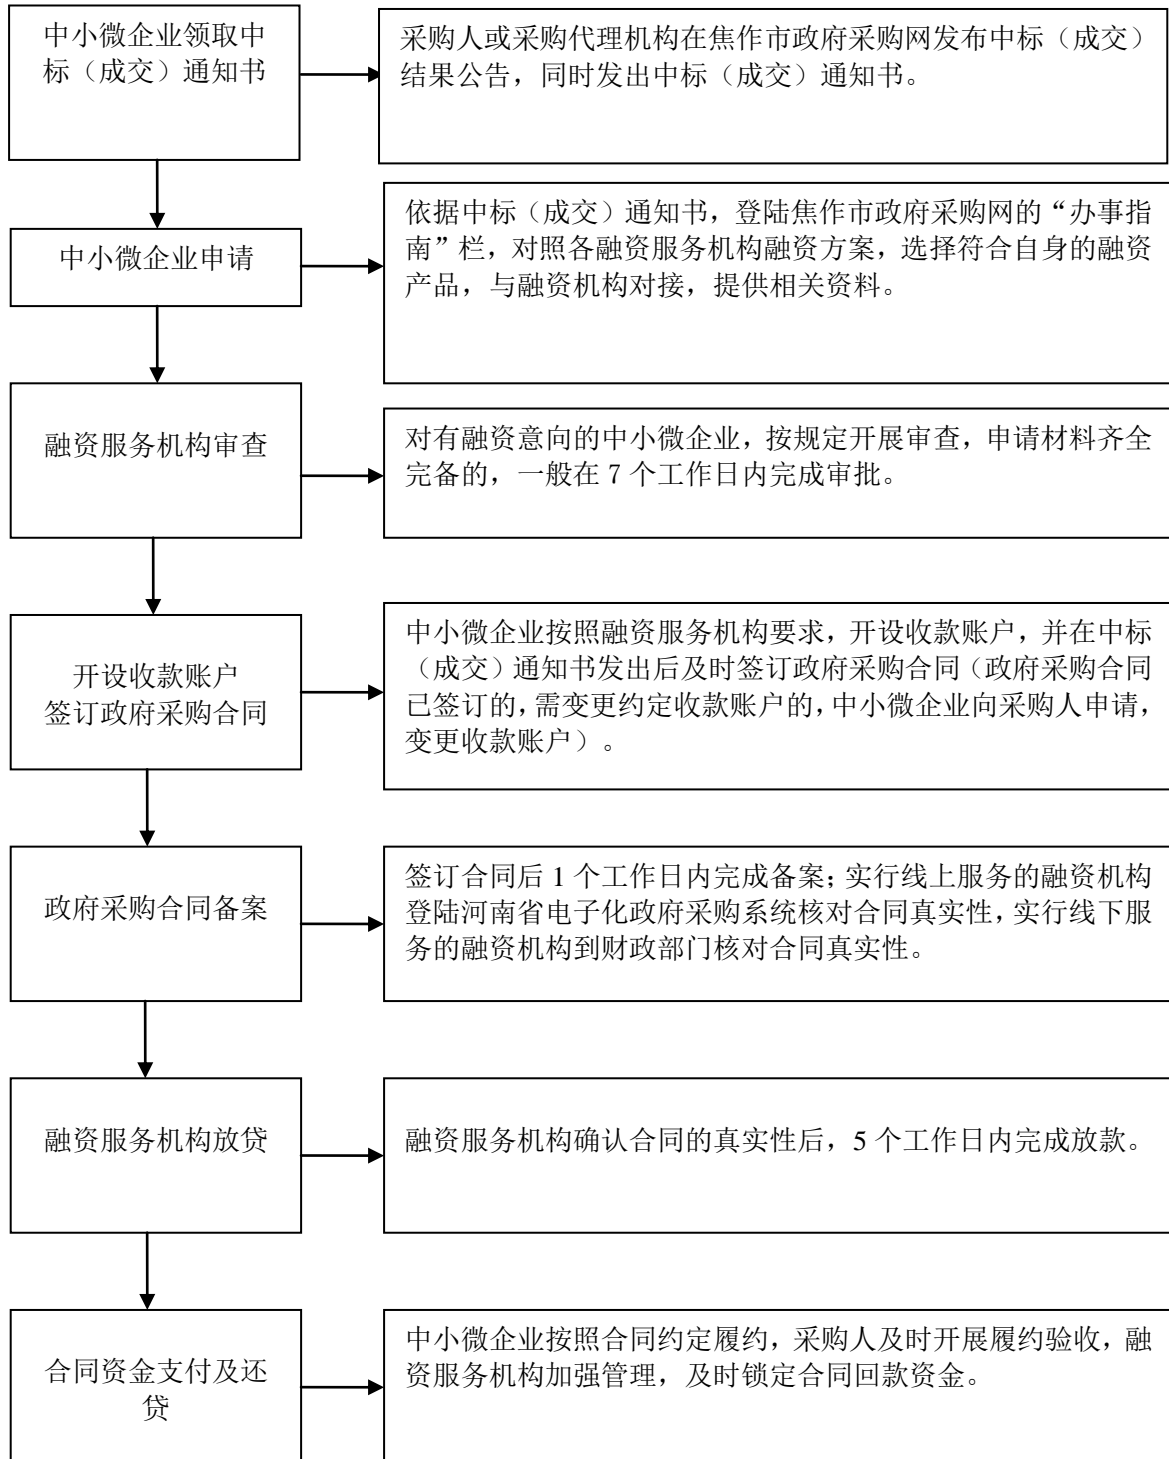 中小微企业领取中
标（成交）通知书
采购人或采购代理机构在焦作市政府采购网发布中标（成交）
结果公告，同时发出中标（成交）通知书。
中小微企业申请
依据中标（成交）通知书，登陆焦作市政府采购网的“办事指
南”栏，对照各融资服务机构融资方案，选择符合自身的融资
产品，与融资机构对接，提供相关资料。
融资服务机构审查
对有融资意向的中小微企业，按规定开展审查，申请材料齐全
完备的，一般在 7 个工作日内完成审批。
开设收款账户
签订政府采购合同
中小微企业按照融资服务机构要求，开设收款账户，并在中标
（成交）通知书发出后及时签订政府采购合同（政府采购合同
已签订的，需变更约定收款账户的，中小微企业向采购人申请，
变更收款账户）。
政府采购合同备案
签订合同后 1 个工作日内完成备案；实行线上服务的融资机构
登陆河南省电子化政府采购系统核对合同真实性，实行线下服
务的融资机构到财政部门核对合同真实性。
融资服务机构放贷
融资服务机构确认合同的真实性后，5 个工作日内完成放款。
合同资金支付及还
贷
中小微企业按照合同约定履约，采购人及时开展履约验收，融
资服务机构加强管理，及时锁定合同回款资金。